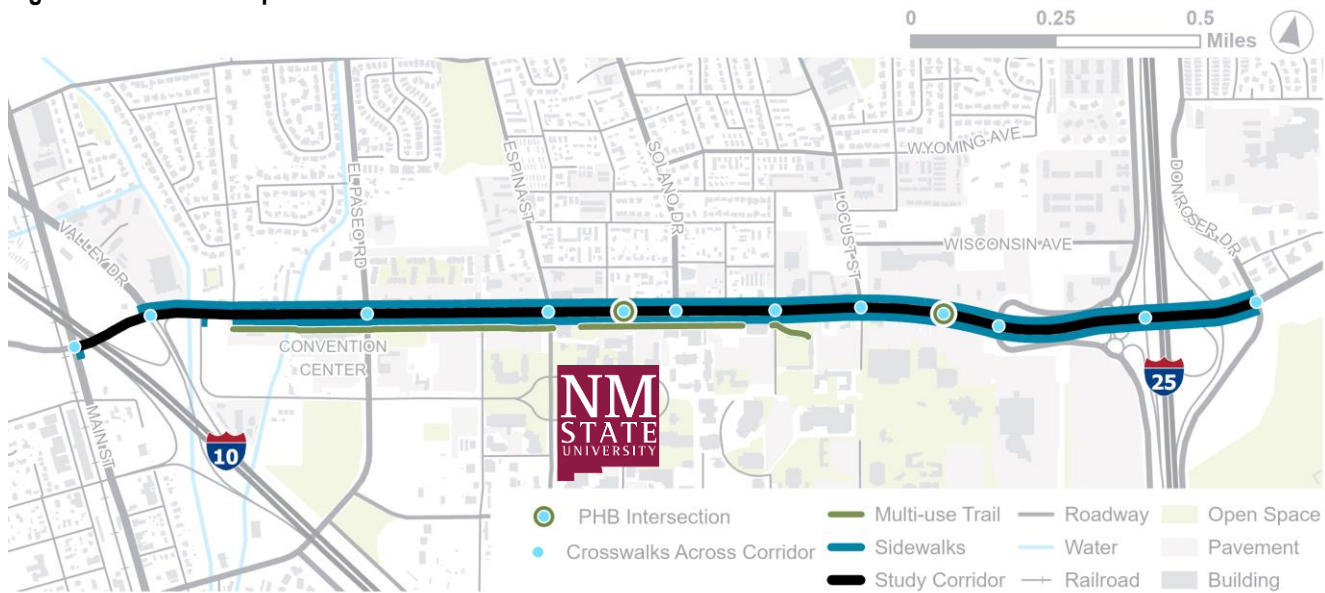 0 0.25 0.5
Miles
WYOMING AVE
ESPINA ST
SOLANO DR
EL PASEO RD
LOCUST ST
DONROSER DR
VALLEY DR
WISCONSIN AVE
CONVENTION
CENTER
MAIN ST
10
25
NM
STATE
UNIVERSITY
PHB Intersection
Crosswalks Across Corridor
Multi-use Trail
Sidewalks
Study Corridor
Roadway
Water
Railroad
Open Space
Pavement
Building